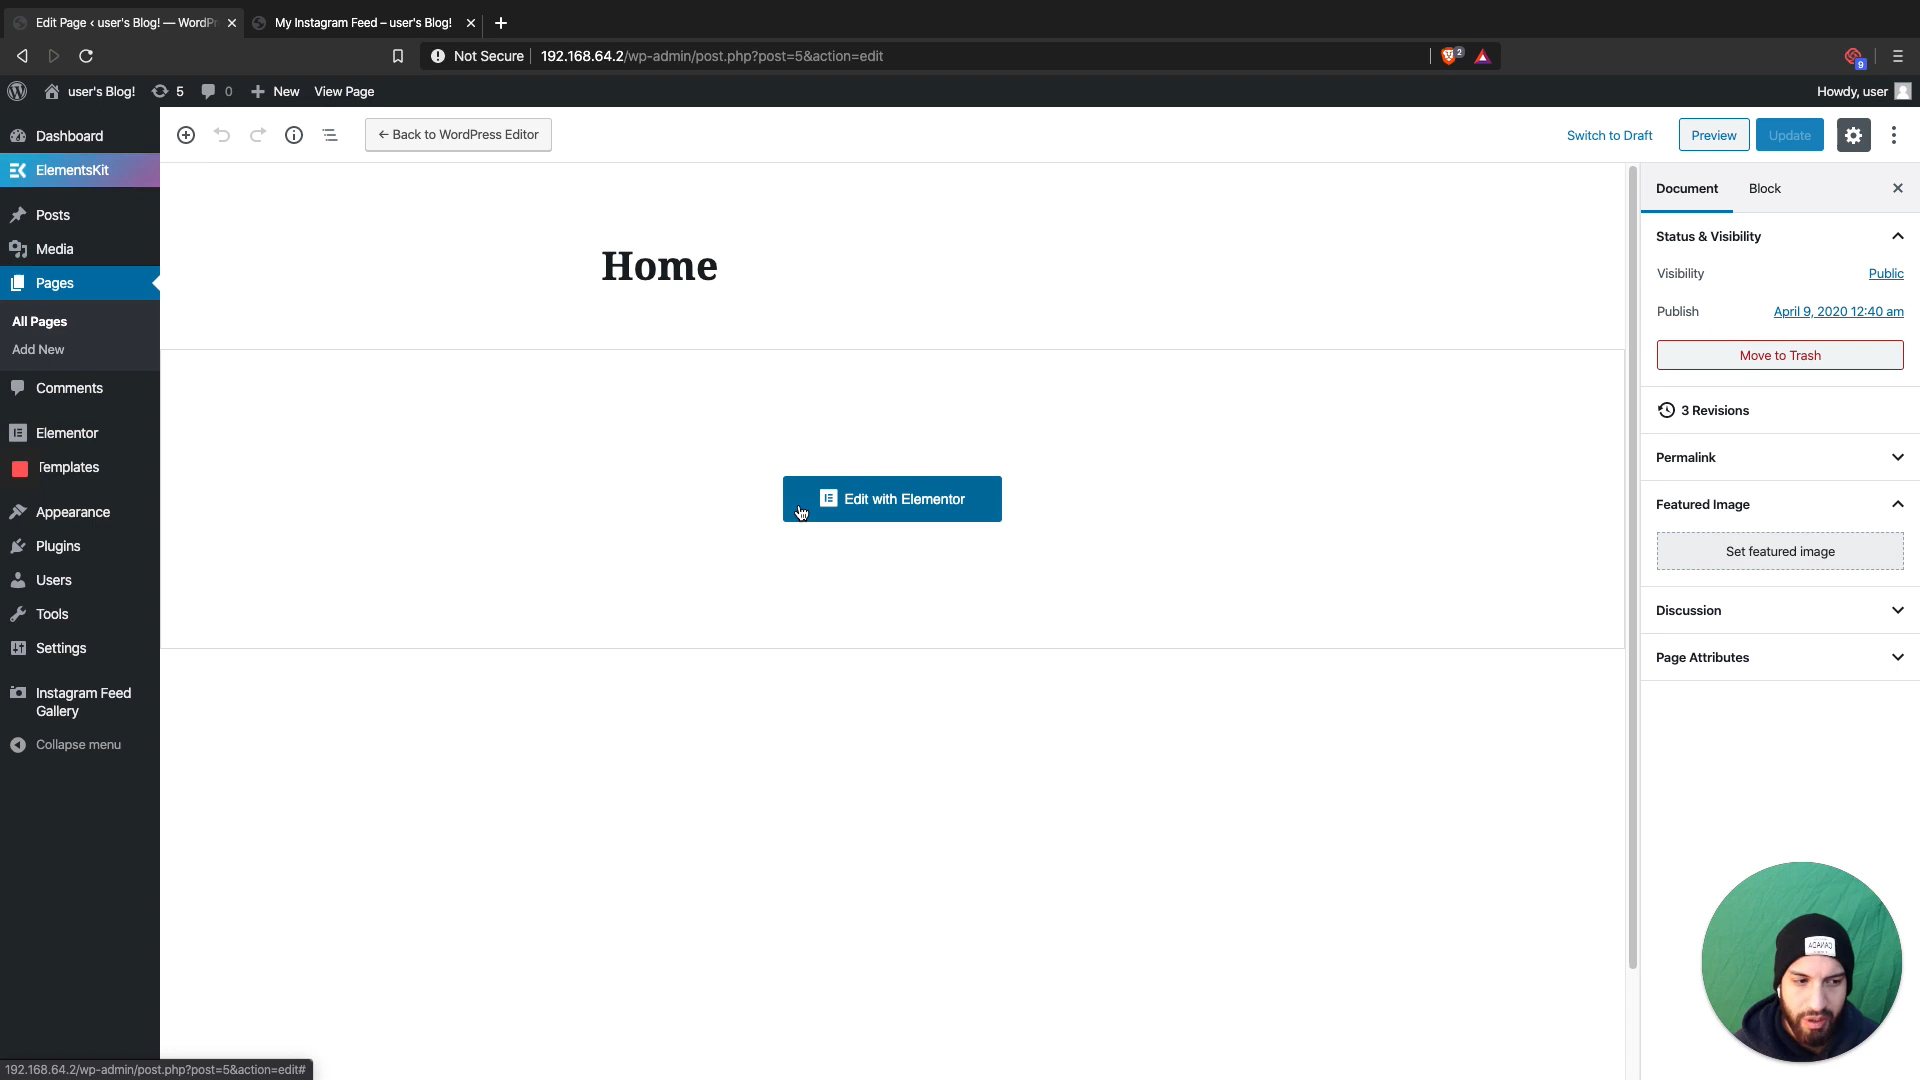 Edit Page ‹ user's Blog! — WordPr
My Instagram Feed – user's Blog!
Not Secure
192.168.64.2/wp-admin/post.php?post=5&action=edit
2
9
user's Blog!
5
0
New
View Page
Howdy, user
Dashboard
ElementsKit
Posts
Media
Pages
All Pages
Add New
Comments
Elementor
Templates
Appearance
Plugins
Users
Tools
Settings
Instagram Feed
Gallery
Collapse menu
← Back to WordPress Editor
Switch to Draft
Preview
Update
Home
Edit with Elementor
Document
Block
Status & Visibility
Visibility
Public
Publish
April 9, 2020 12:40 am
Move to Trash
3 Revisions
Permalink
Featured Image
Set featured image
Discussion
Page Attributes
192.168.64.2/wp-admin/post.php?post=5&action=edit#